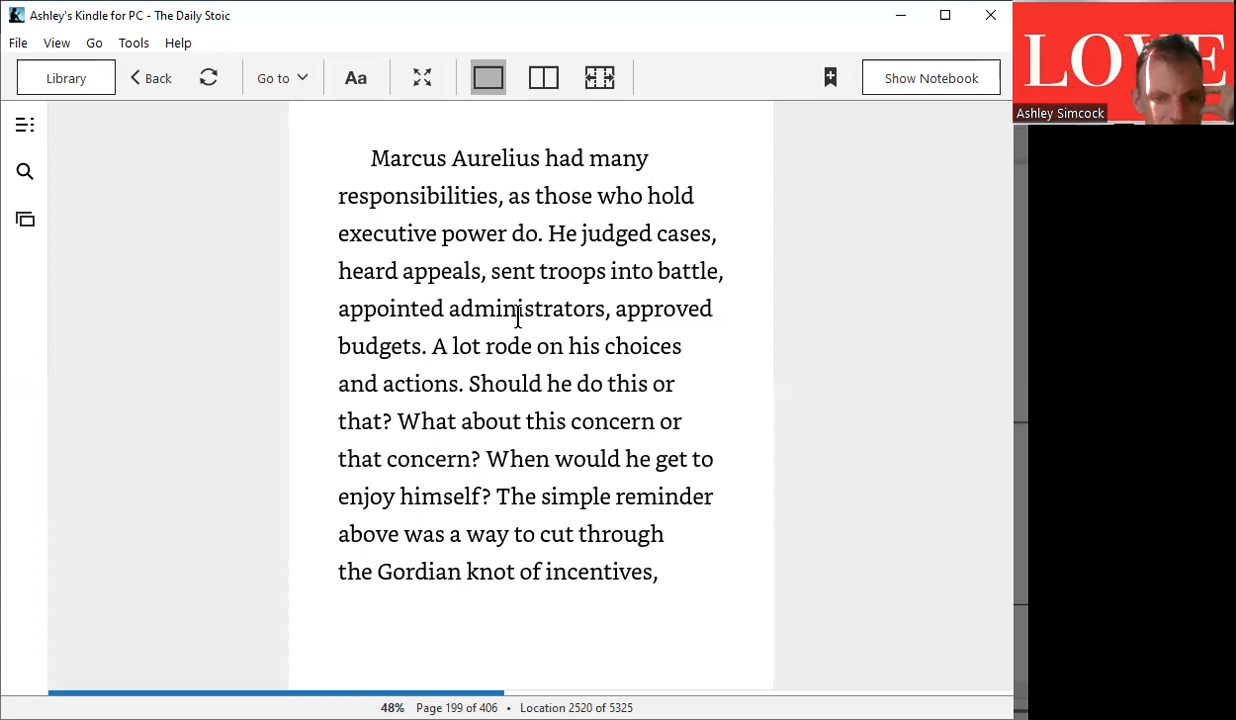 Ashley's Kindle for PC - The Daily Stoic
File View Go Tools Help
Library Back Go to Aa Show Notebook
LOVE
Ashley Simcock
Marcus Aurelius had many
responsibilities, as those who hold
executive power do. He judged cases,
heard appeals, sent troops into battle,
appointed administrators, approved
budgets. A lot rode on his choices
and actions. Should he do this or
that? What about this concern or
that concern? When would he get to
enjoy himself? The simple reminder
above was a way to cut through
the Gordian knot of incentives,
48% Page 199 of 406 • Location 2520 of 5325